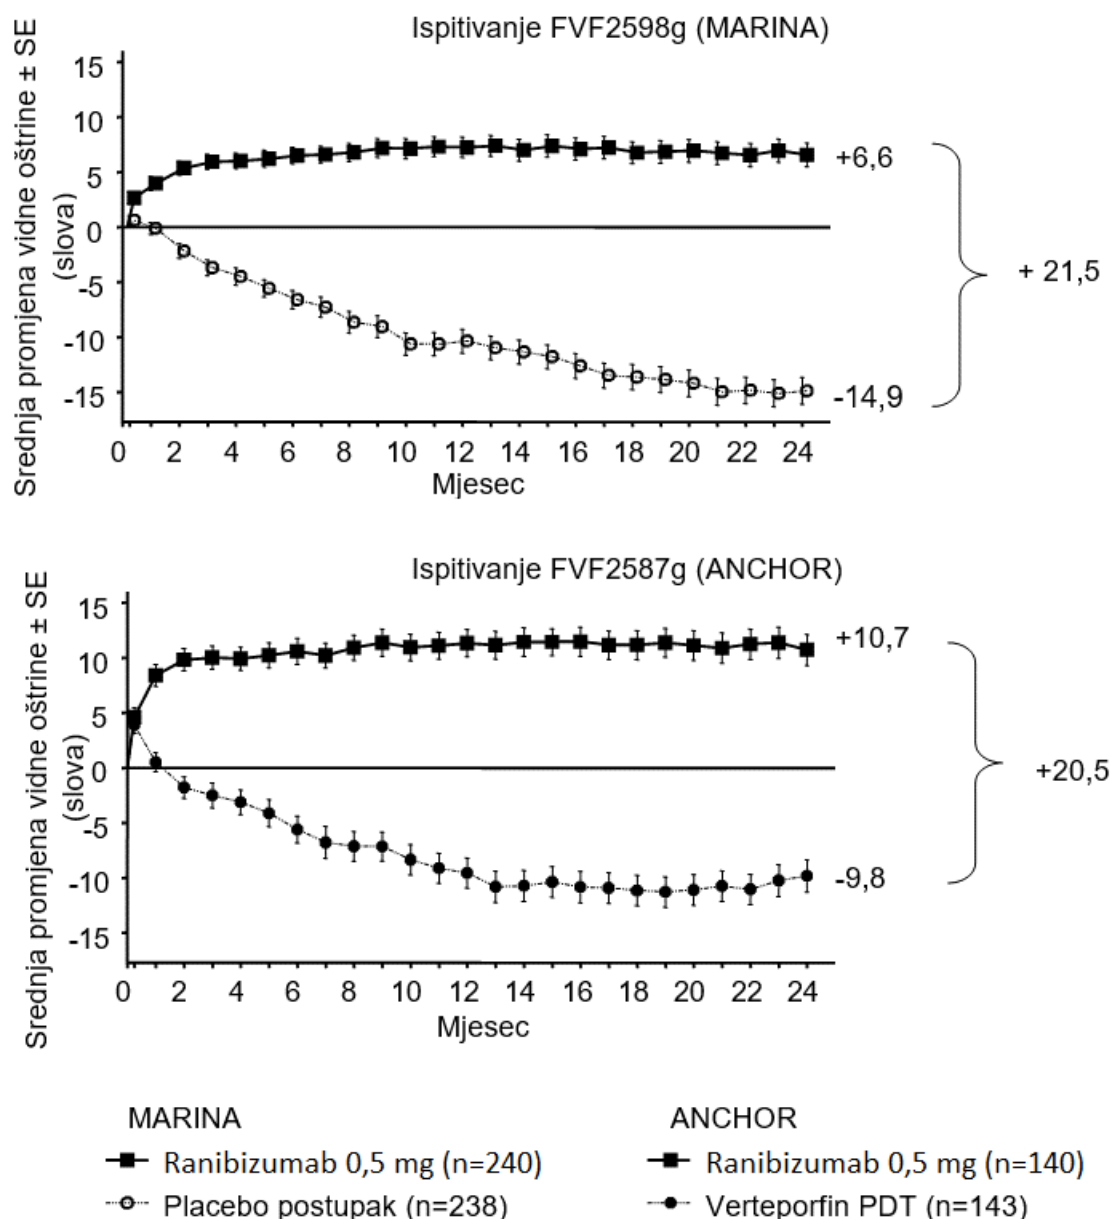 Ispitivanje FVF2598g (MARINA)
Srednja promjena vidne oštrine ± SE
(slova)
15
10
5
0
-5
-10
-15
+6,6
+ 21,5
-14,9
0 2 4 6 8 10 12 14 16 18 20 22 24
Mjesec
Ispitivanje FVF2587g (ANCHOR)
Srednja promjena vidne oštrine ± SE
(slova)
15
10
5
0
-5
-10
-15
+10,7
+20,5
-9,8
0 2 4 6 8 10 12 14 16 18 20 22 24
Mjesec
MARINA
Ranibizumab 0,5 mg (n=240)
Placebo postupak (n=238)
ANCHOR
Ranibizumab 0,5 mg (n=140)
Verteporfin PDT (n=143)